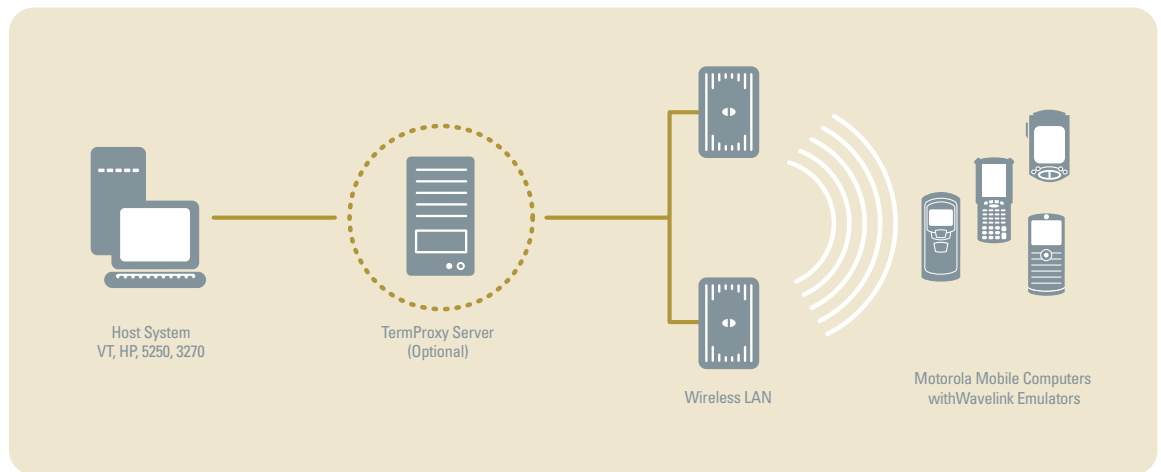 Host System
VT, HP, 5250, 3270
TermProxy Server
(Optional)
Wireless LAN
Motorola Mobile Computers
withWavelink Emulators